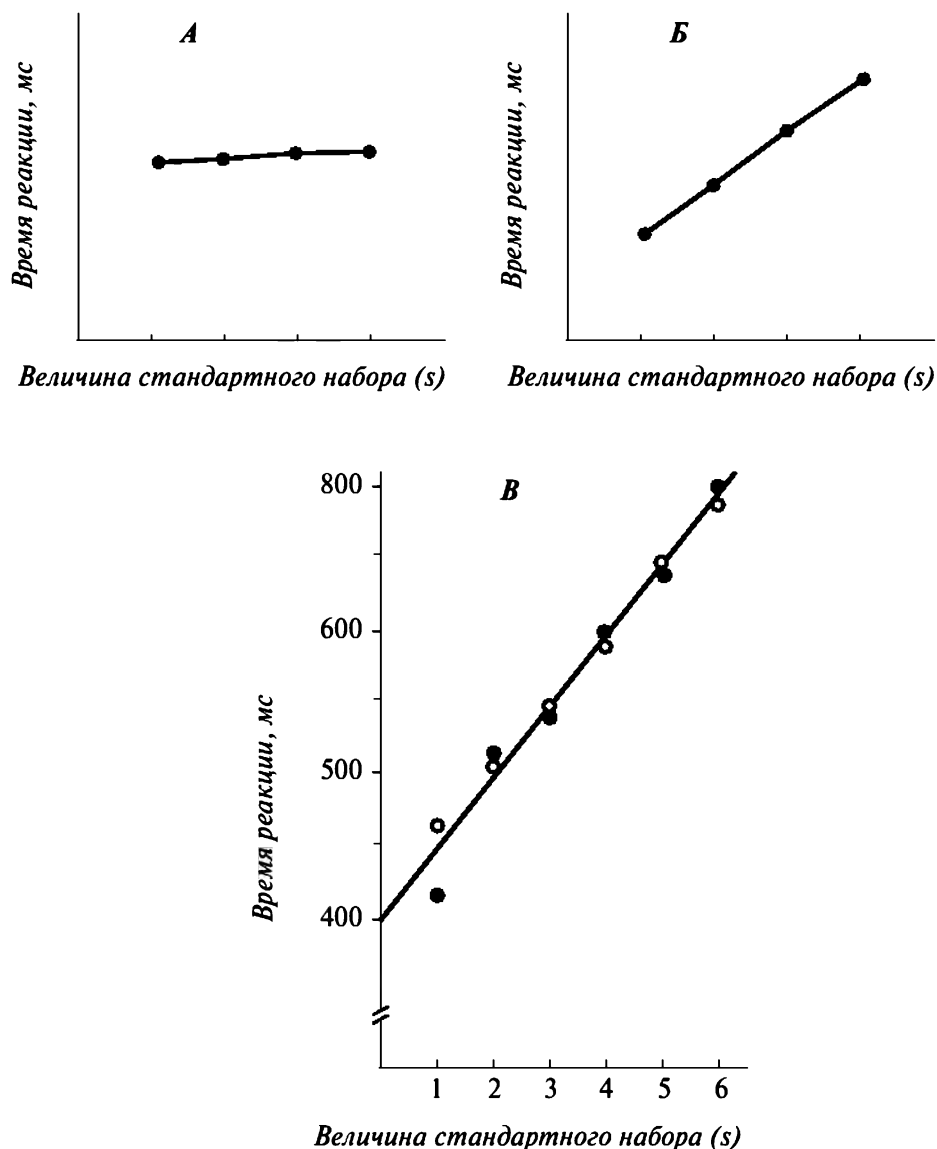 А
Время реакции, мс
Величина стандартного набора (s)
Б
Время реакции, мс
Величина стандартного набора (s)
В
800
600
500
400
Время реакции, мс
1 2 3 4 5 6
Величина стандартного набора (s)